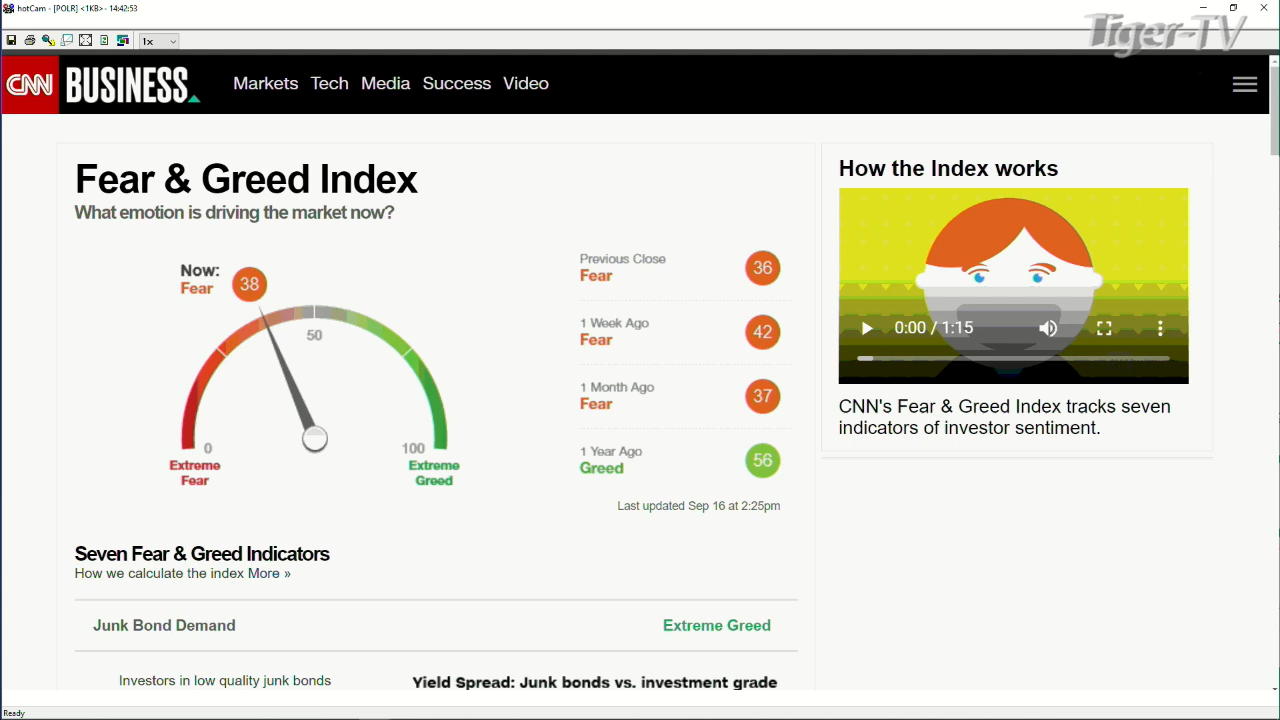 hotCam - [POLR] <1KB> - 14:42:53
Tiger-TV
1x
CNN BUSINESS Markets Tech Media Success Video
Fear & Greed Index
What emotion is driving the market now?
Now:
Fear
38
50
0
100
Extreme
Fear
Extreme
Greed
Previous Close
Fear
36
1 Week Ago
Fear
42
1 Month Ago
Fear
37
1 Year Ago
Greed
56
Last updated Sep 16 at 2:25pm
How the Index works
0:00 / 1:15
CNN's Fear & Greed Index tracks seven
indicators of investor sentiment.
Seven Fear & Greed Indicators
How we calculate the index More »
Junk Bond Demand
Extreme Greed
Investors in low quality junk bonds
Yield Spread: Junk bonds vs. investment grade
Ready